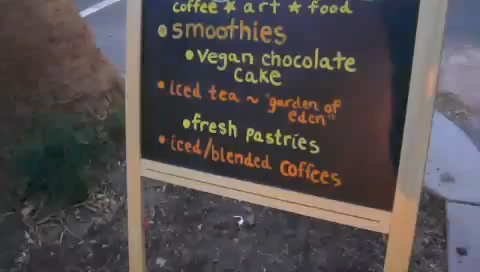 coffee ★ art ★ food
• smoothies
• vegan chocolate
cake
• iced tea ~ "garden of
eden"
• fresh pastries
• iced/blended coffees